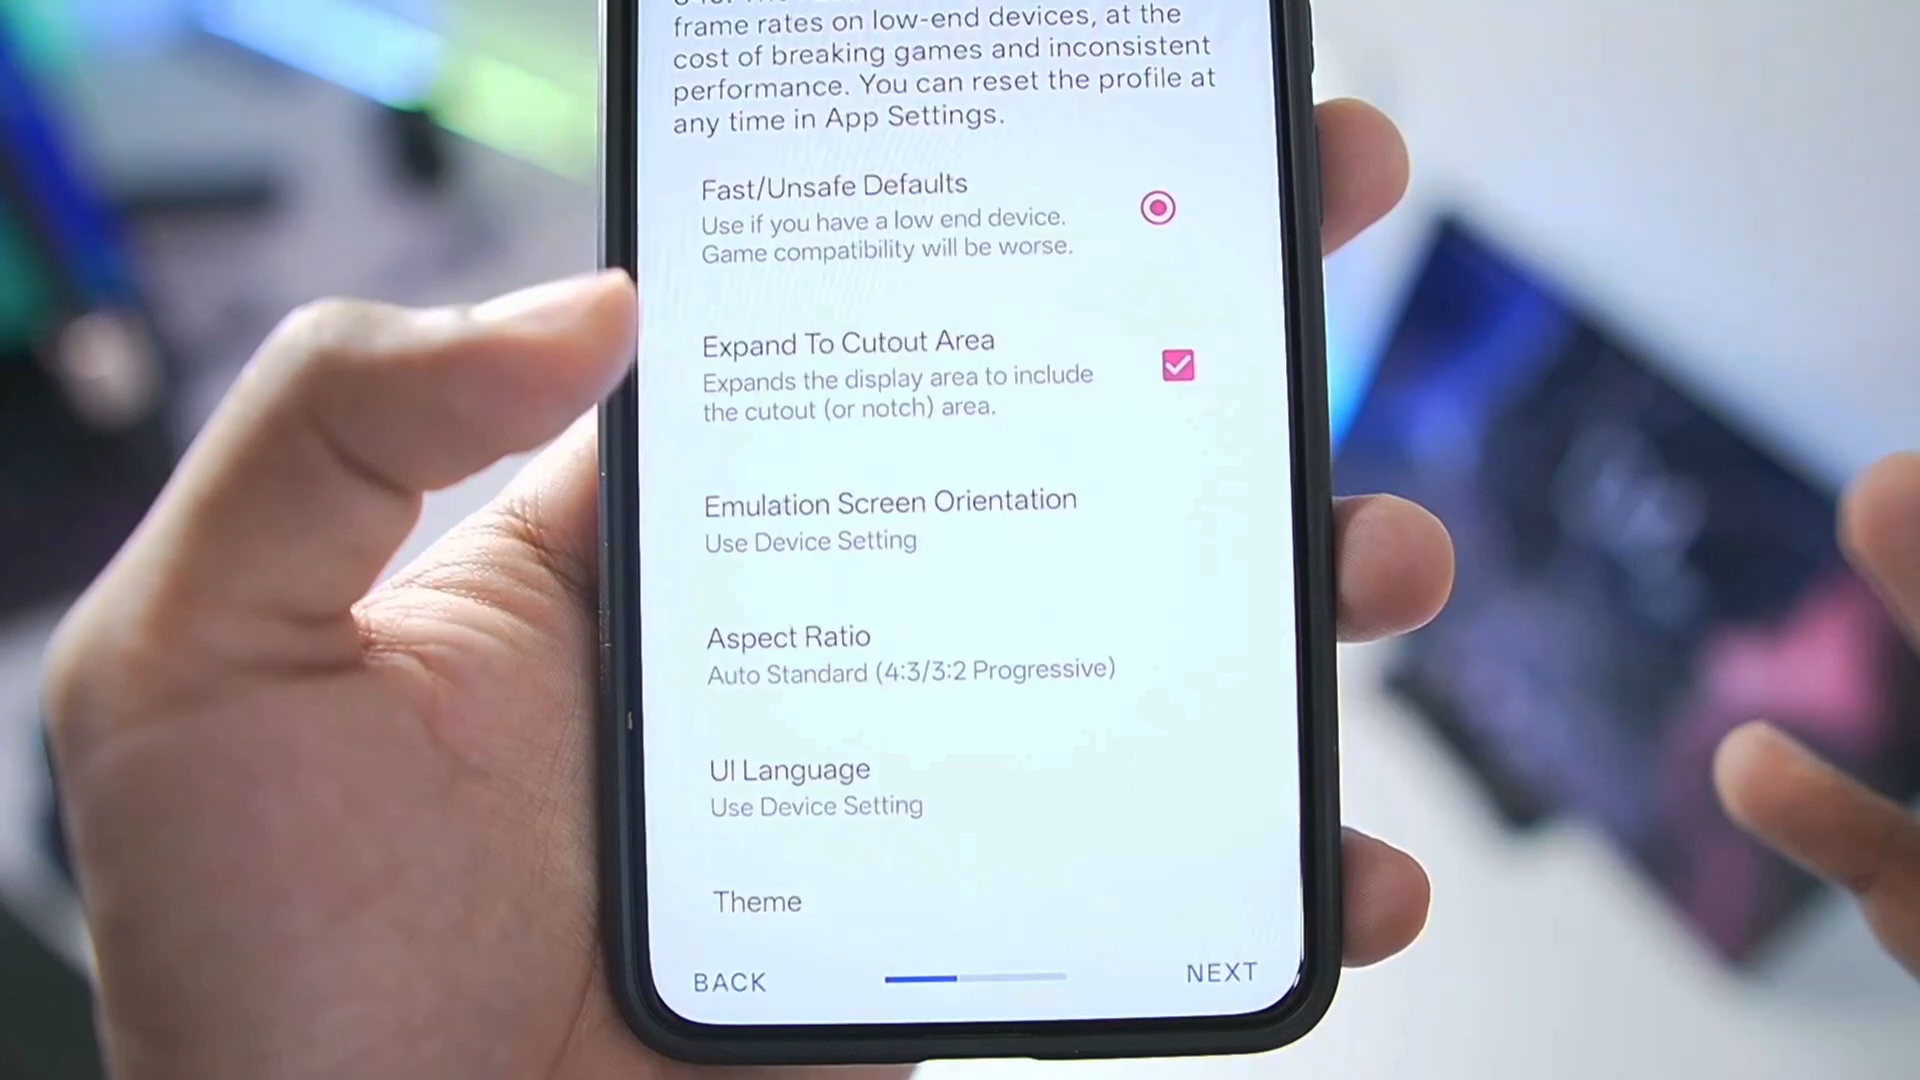 frame rates on low-end devices, at the
cost of breaking games and inconsistent
performance. You can reset the profile at
any time in App Settings.
Fast/Unsafe Defaults
Use if you have a low end device.
Game compatibility will be worse.
Expand To Cutout Area
Expands the display area to include
the cutout (or notch) area.
Emulation Screen Orientation
Use Device Setting
Aspect Ratio
Auto Standard (4:3/3:2 Progressive)
UI Language
Use Device Setting
Theme
BACK
NEXT